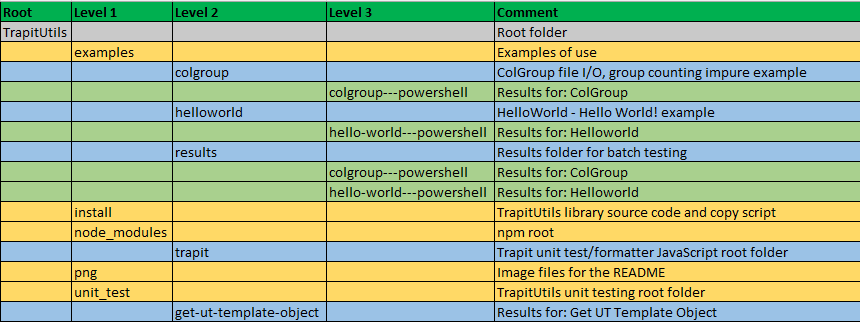 Root Level 1 Level 2 Level 3 Comment
TrapitUtils Root folder
examples Examples of use
colgroup ColGroup file I/O, group counting impure example
colgroup---powershell Results for: ColGroup
helloworld HelloWorld - Hello World! example
hello-world---powershell Results for: Helloworld
results Results folder for batch testing
colgroup---powershell Results for: ColGroup
hello-world---powershell Results for: Helloworld
install TrapitUtils library source code and copy script
node_modules npm root
trapit Trapit unit test/formatter JavaScript root folder
png Image files for the README
unit_test TrapitUtils unit testing root folder
get-ut-template-object Results for: Get UT Template Object